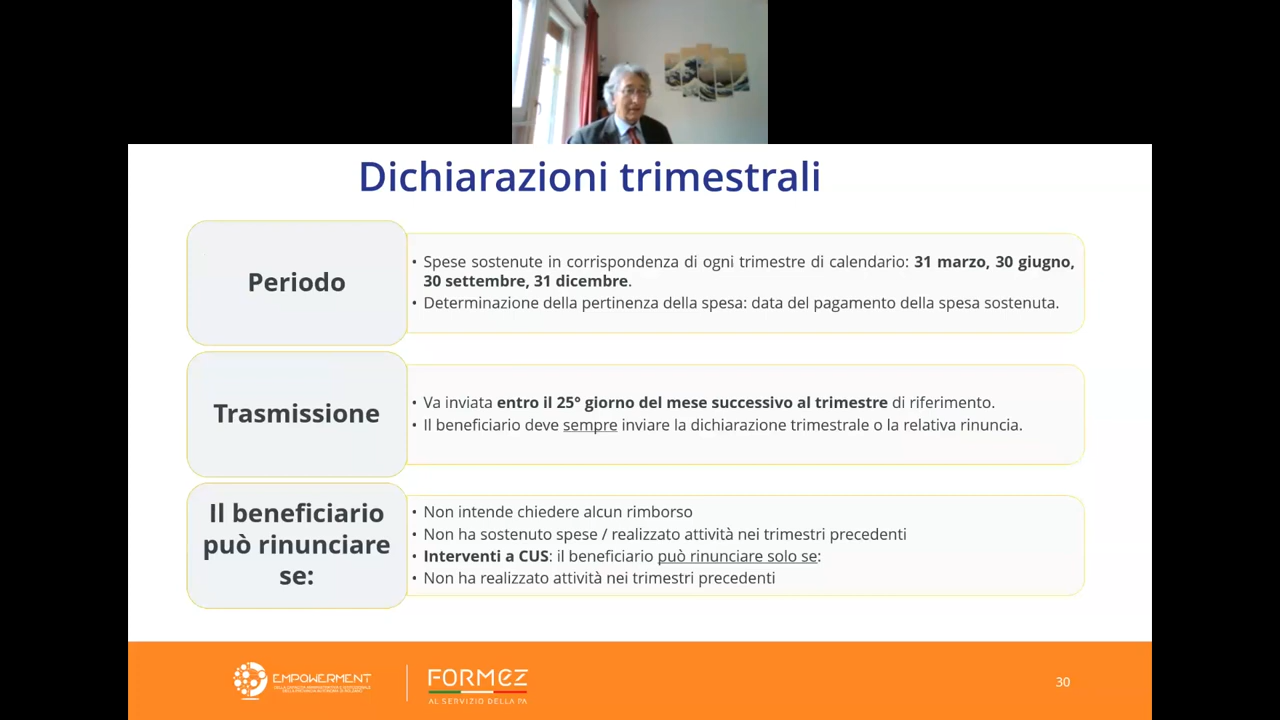 Dichiarazioni trimestrali
Periodo
• Spese sostenute in corrispondenza di ogni trimestre di calendario: 31 marzo, 30 giugno,
30 settembre, 31 dicembre.
• Determinazione della pertinenza della spesa: data del pagamento della spesa sostenuta.
Trasmissione
• Va inviata entro il 25° giorno del mese successivo al trimestre di riferimento.
• Il beneficiario deve sempre inviare la dichiarazione trimestrale o la relativa rinuncia.
Il beneficiario
può rinunciare
se:
• Non intende chiedere alcun rimborso
• Non ha sostenuto spese / realizzato attività nei trimestri precedenti
• Interventi a CUS: il beneficiario può rinunciare solo se:
• Non ha realizzato attività nei trimestri precedenti
EMPOWERMENT
FORMEZ
AL SERVIZIO DELLA PA
30